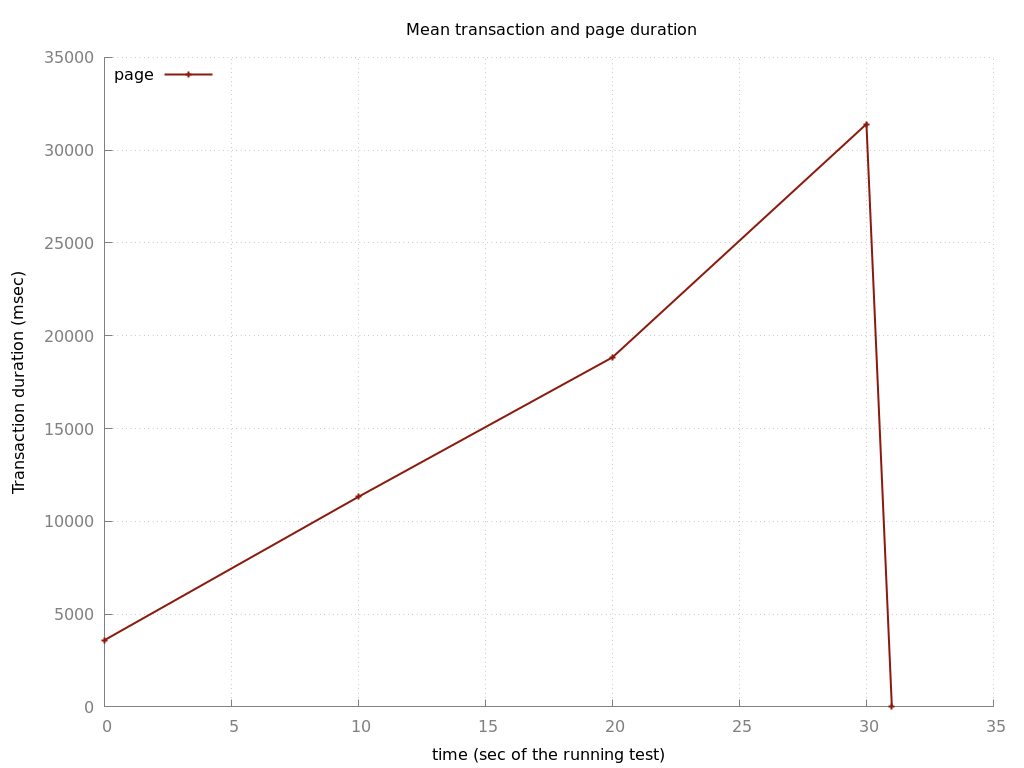 Mean transaction and page duration
35000
page
30000
25000
20000
15000
10000
5000
0
Transaction duration (msec)
0 5 10 15 20 25 30 35
time (sec of the running test)